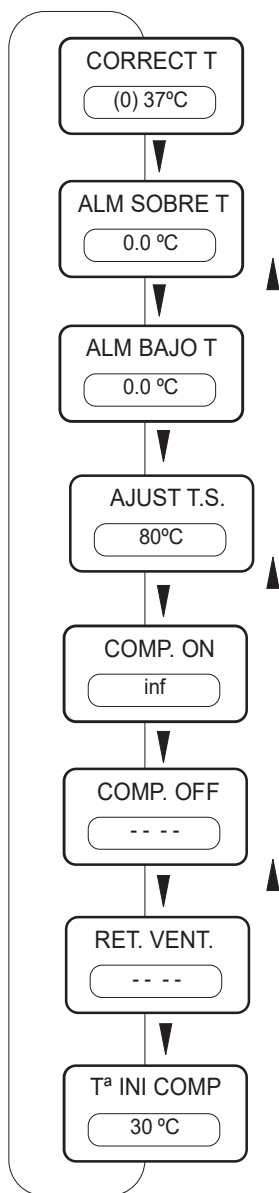 CORRECT T
(0) 37ºC
ALM SOBRE T
0.0 ºC
ALM BAJO T
0.0 ºC
AJUST T.S.
80ºC
COMP. ON
inf
COMP. OFF
-- --
RET. VENT.
-- --
Tª INI COMP
30 ºC